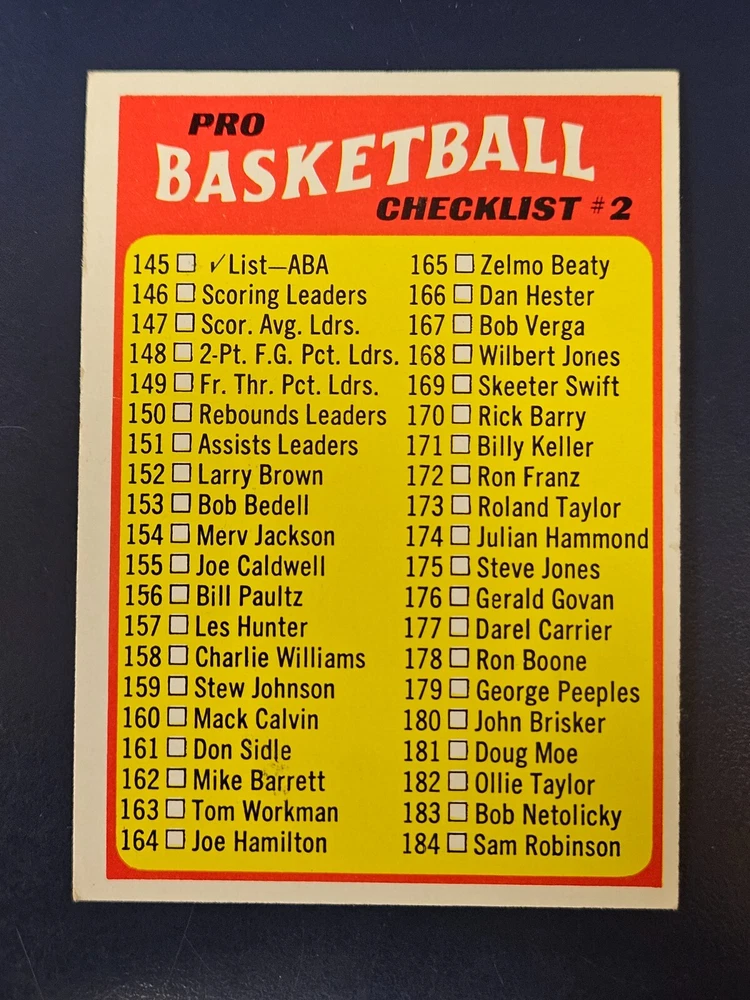 PRO
BASKETBALL
CHECKLIST #2
145 ☐ ✓List—ABA
146 ☐ Scoring Leaders
147 ☐ Scor. Avg. Ldrs.
148 ☐ 2-Pt. F.G. Pct. Ldrs.
149 ☐ Fr. Thr. Pct. Ldrs.
150 ☐ Rebounds Leaders
151 ☐ Assists Leaders
152 ☐ Larry Brown
153 ☐ Bob Bedell
154 ☐ Merv Jackson
155 ☐ Joe Caldwell
156 ☐ Bill Paultz
157 ☐ Les Hunter
158 ☐ Charlie Williams
159 ☐ Stew Johnson
160 ☐ Mack Calvin
161 ☐ Don Sidle
162 ☐ Mike Barrett
163 ☐ Tom Workman
164 ☐ Joe Hamilton
165 ☐ Zelmo Beaty
166 ☐ Dan Hester
167 ☐ Bob Verga
168 ☐ Wilbert Jones
169 ☐ Skeeter Swift
170 ☐ Rick Barry
171 ☐ Billy Keller
172 ☐ Ron Franz
173 ☐ Roland Taylor
174 ☐ Julian Hammond
175 ☐ Steve Jones
176 ☐ Gerald Govan
177 ☐ Darel Carrier
178 ☐ Ron Boone
179 ☐ George Peeples
180 ☐ John Brisker
181 ☐ Doug Moe
182 ☐ Ollie Taylor
183 ☐ Bob Netolicky
184 ☐ Sam Robinson